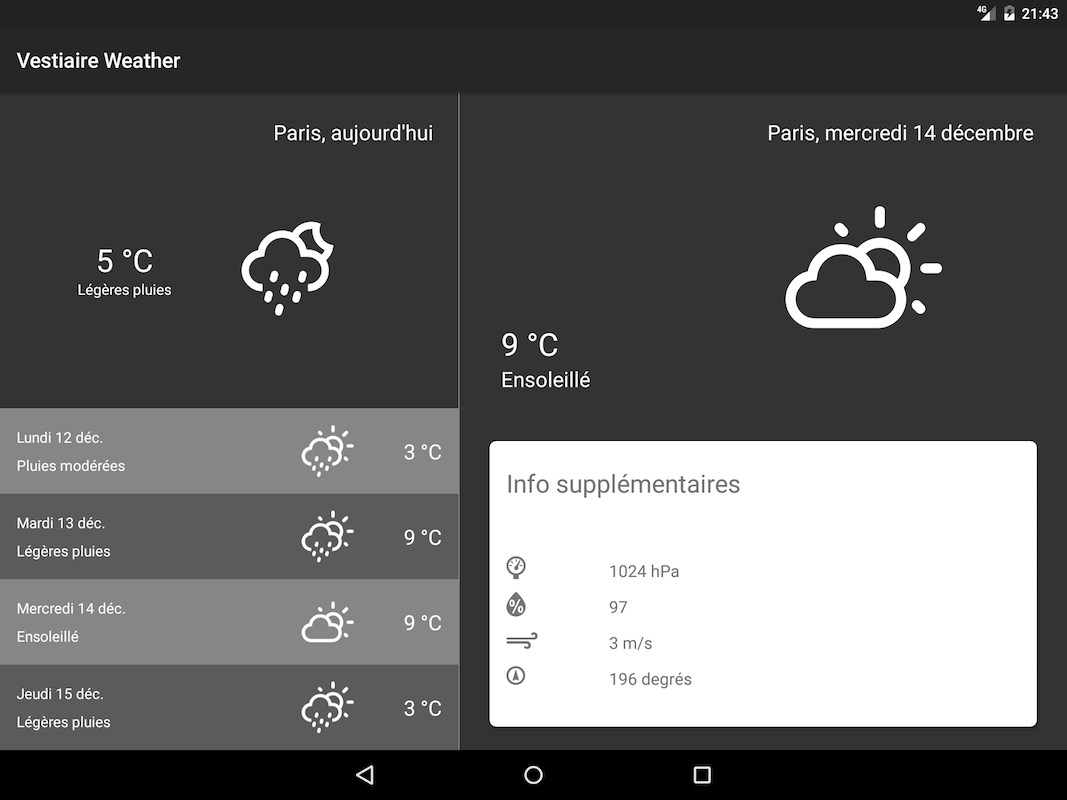 4G 21:43
Vestiaire Weather
Paris, aujourd'hui
5 °C
Légères pluies
Lundi 12 déc.
Pluies modérées
3 °C
Mardi 13 déc.
Légères pluies
9 °C
Mercredi 14 déc.
Ensoleillé
9 °C
Jeudi 15 déc.
Légères pluies
3 °C
Paris, mercredi 14 décembre
9 °C
Ensoleillé
Info supplémentaires
1024 hPa
% 97
3 m/s
196 degrés